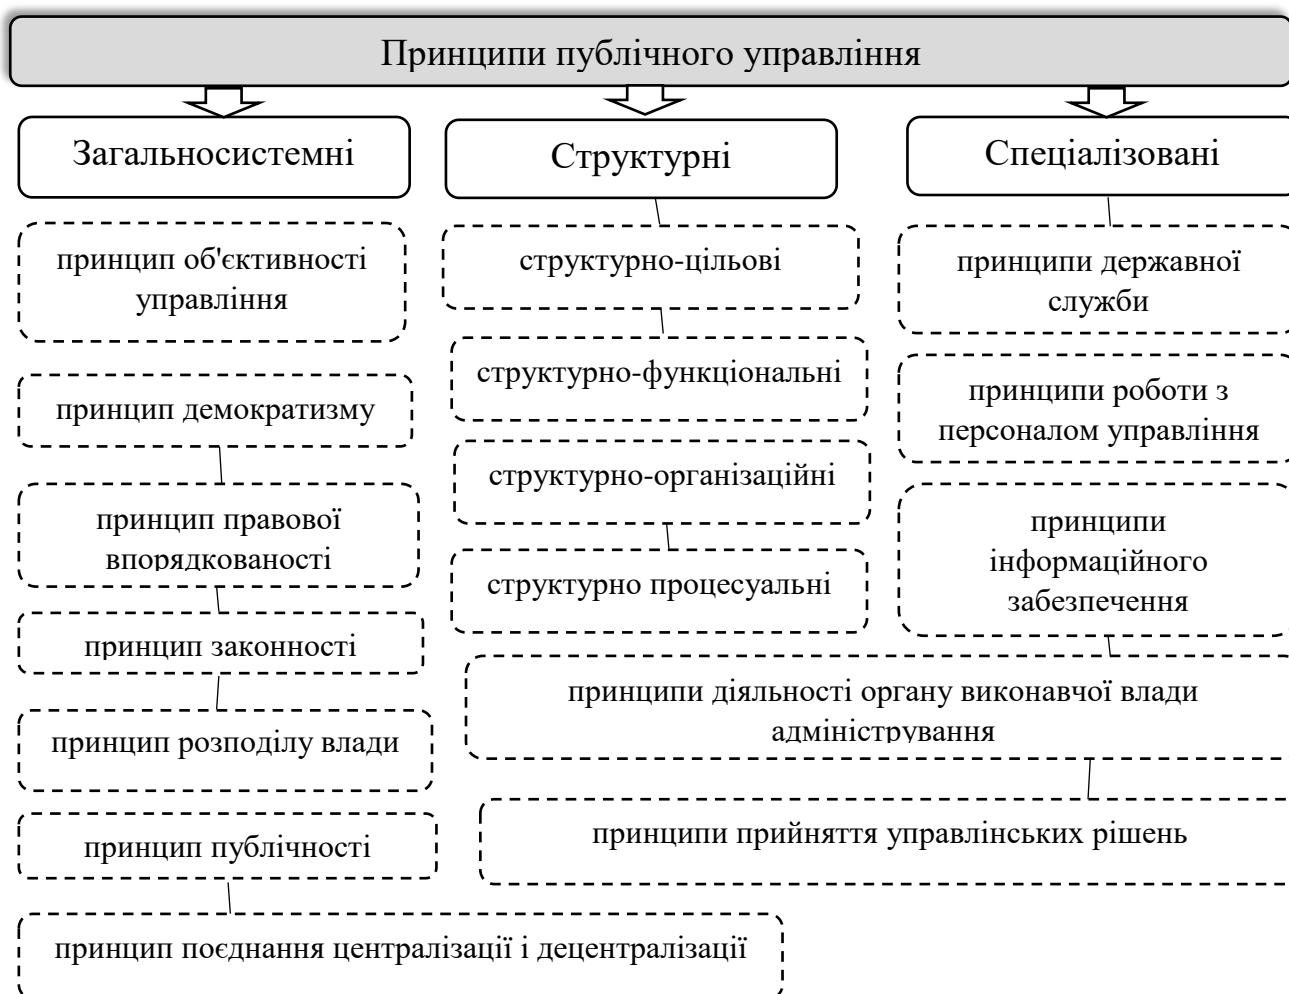 Принципи публічного управління
Загальносистемні
принцип об'єктивності
управління
принцип демократизму
принцип правової
впорядкованості
принцип законності
принцип розподілу влади
принцип публічності
принцип поєднання централізації і децентралізації
Структурні
структурно-цільові
структурно-функціональні
структурно-організаційні
структурно процесуальні
Спеціалізовані
принципи державної
служби
принципи роботи з
персоналом управління
принципи
інформаційного
забезпечення
принципи діяльності органу виконавчої влади
адміністрування
принципи прийняття управлінських рішень